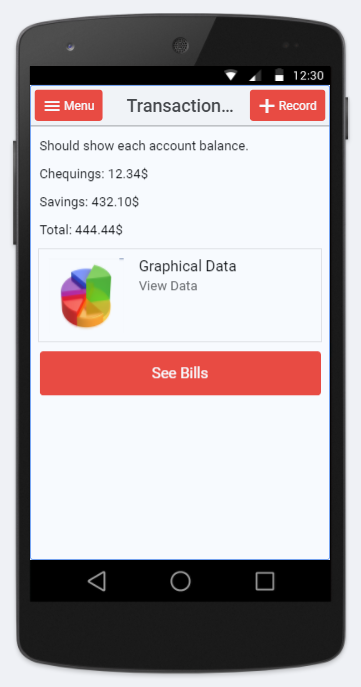 12:30
Menu
Transaction...
Record
Should show each account balance.
Chequings: 12.34$
Savings: 432.10$
Total: 444.44$
Graphical Data
View Data
See Bills